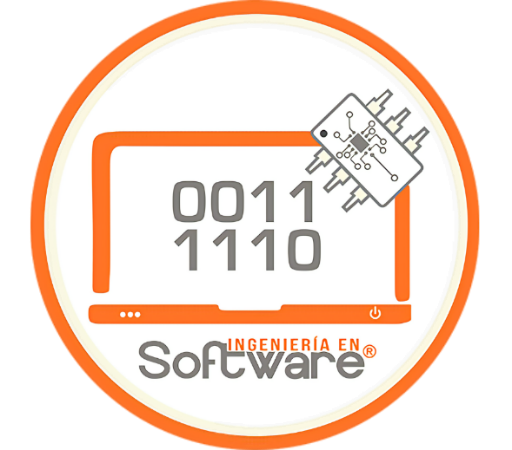 0011
1110
INGENIERÍA EN
Software®